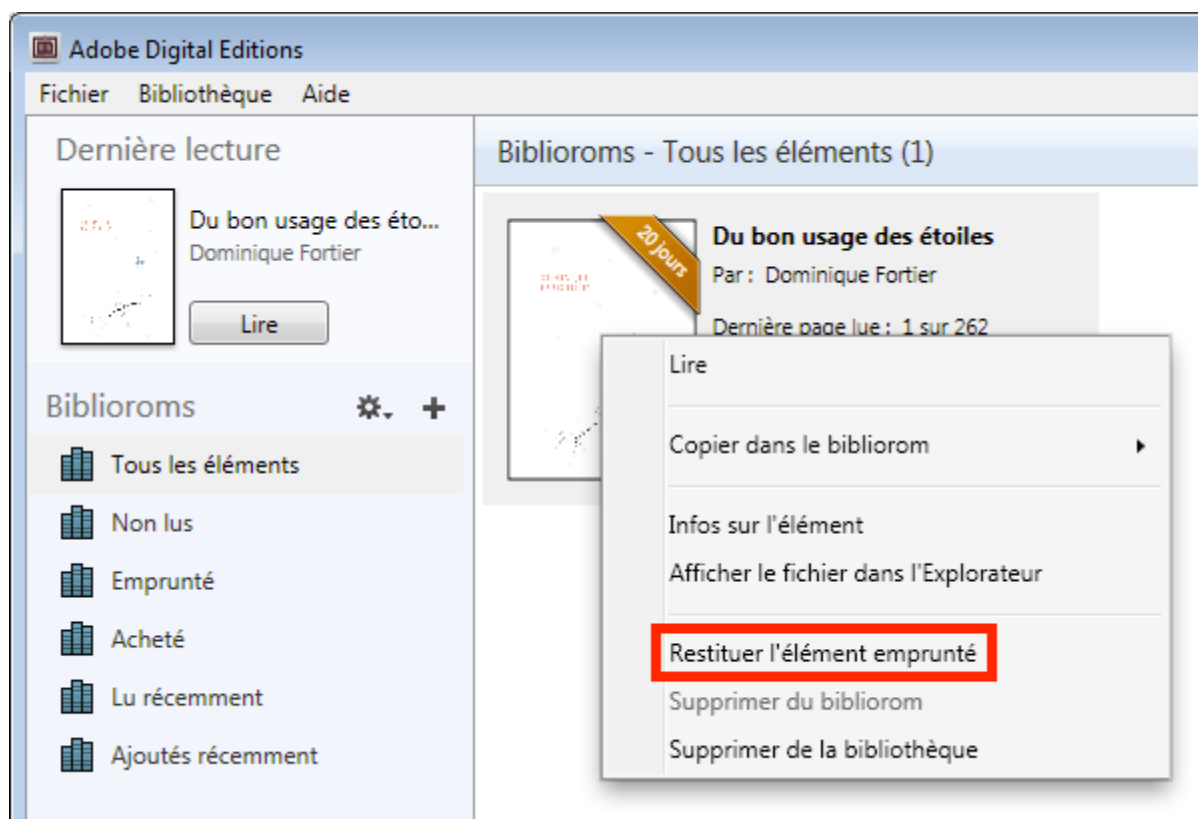 Adobe Digital Editions
Fichier Bibliothèque Aide
Dernière lecture
Du bon usage des éto...
Dominique Fortier
Lire
Biblioroms
Tous les éléments
Non lus
Emprunté
Acheté
Lu récemment
Ajoutés récemment
Biblioroms - Tous les éléments (1)
20 jours
Du bon usage des étoiles
Par : Dominique Fortier
Dernière page lue : 1 sur 262
Lire
Copier dans le bibliorom
Infos sur l'élément
Afficher le fichier dans l'Explorateur
Restituer l'élément emprunté
Supprimer du bibliorom
Supprimer de la bibliothèque